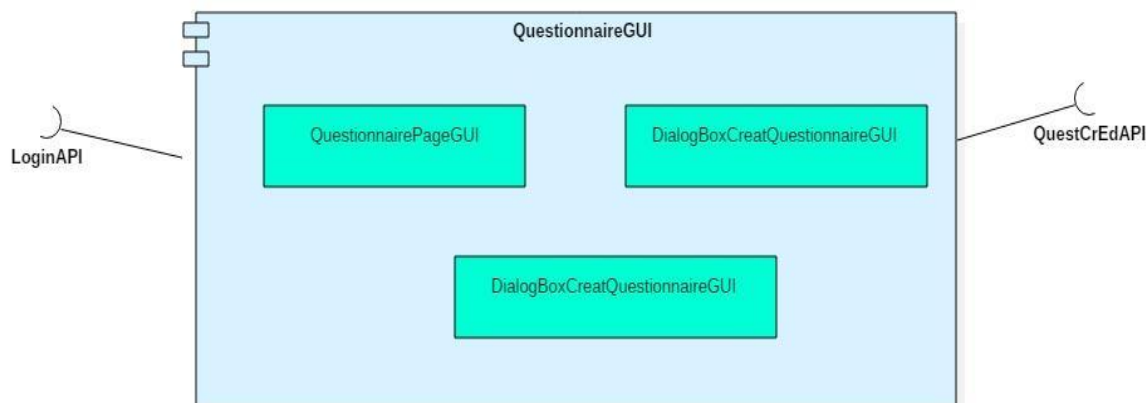 QuestionnaireGUI
QuestionnairePageGUI
DialogBoxCreatQuestionnaireGUI
LoginAPI
QuestCrEdAPI
DialogBoxCreatQuestionnaireGUI